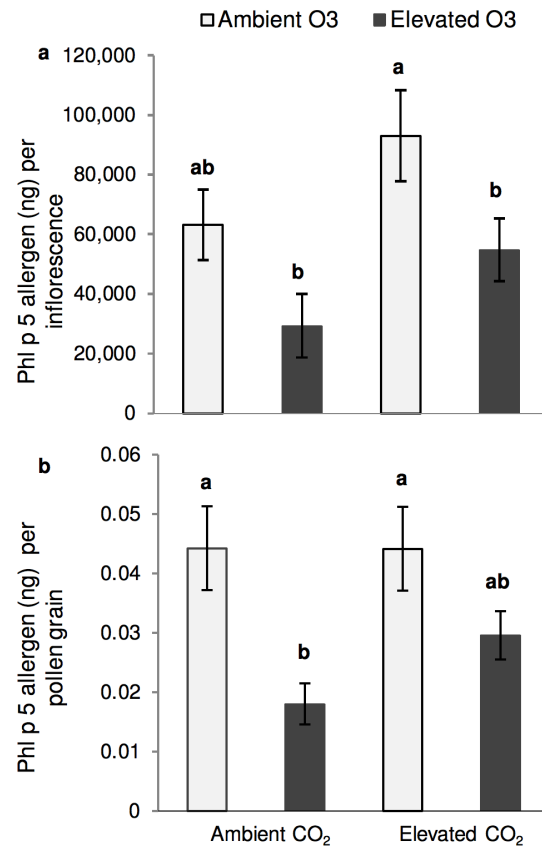 Ambient O3 Elevated O3
a
120,000
100,000
80,000
60,000
40,000
20,000
0
Phl p 5 allergen (ng) per
inflorescence
ab
b
a
b
b
0.06
0.05
0.04
0.03
0.02
0.01
0
Phl p 5 allergen (ng) per
pollen grain
a
b
a
ab
Ambient CO₂ Elevated CO₂